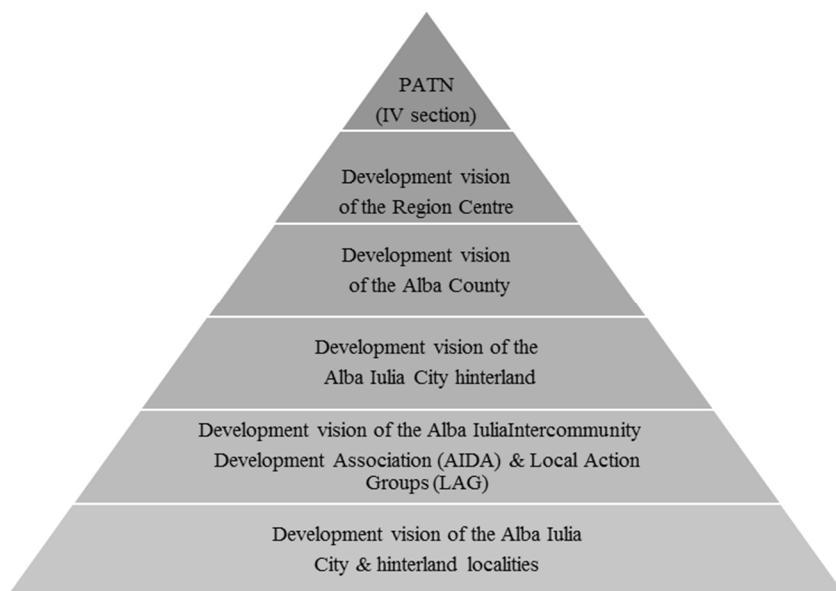 PATN
(IV section)
Development vision
of the Region Centre
Development vision
of the Alba County
Development vision of the
Alba Iulia City hinterland
Development vision of the Alba IuliaIntercommunity
Development Association (AIDA) & Local Action
Groups (LAG)
Development vision of the Alba Iulia
City & hinterland localities